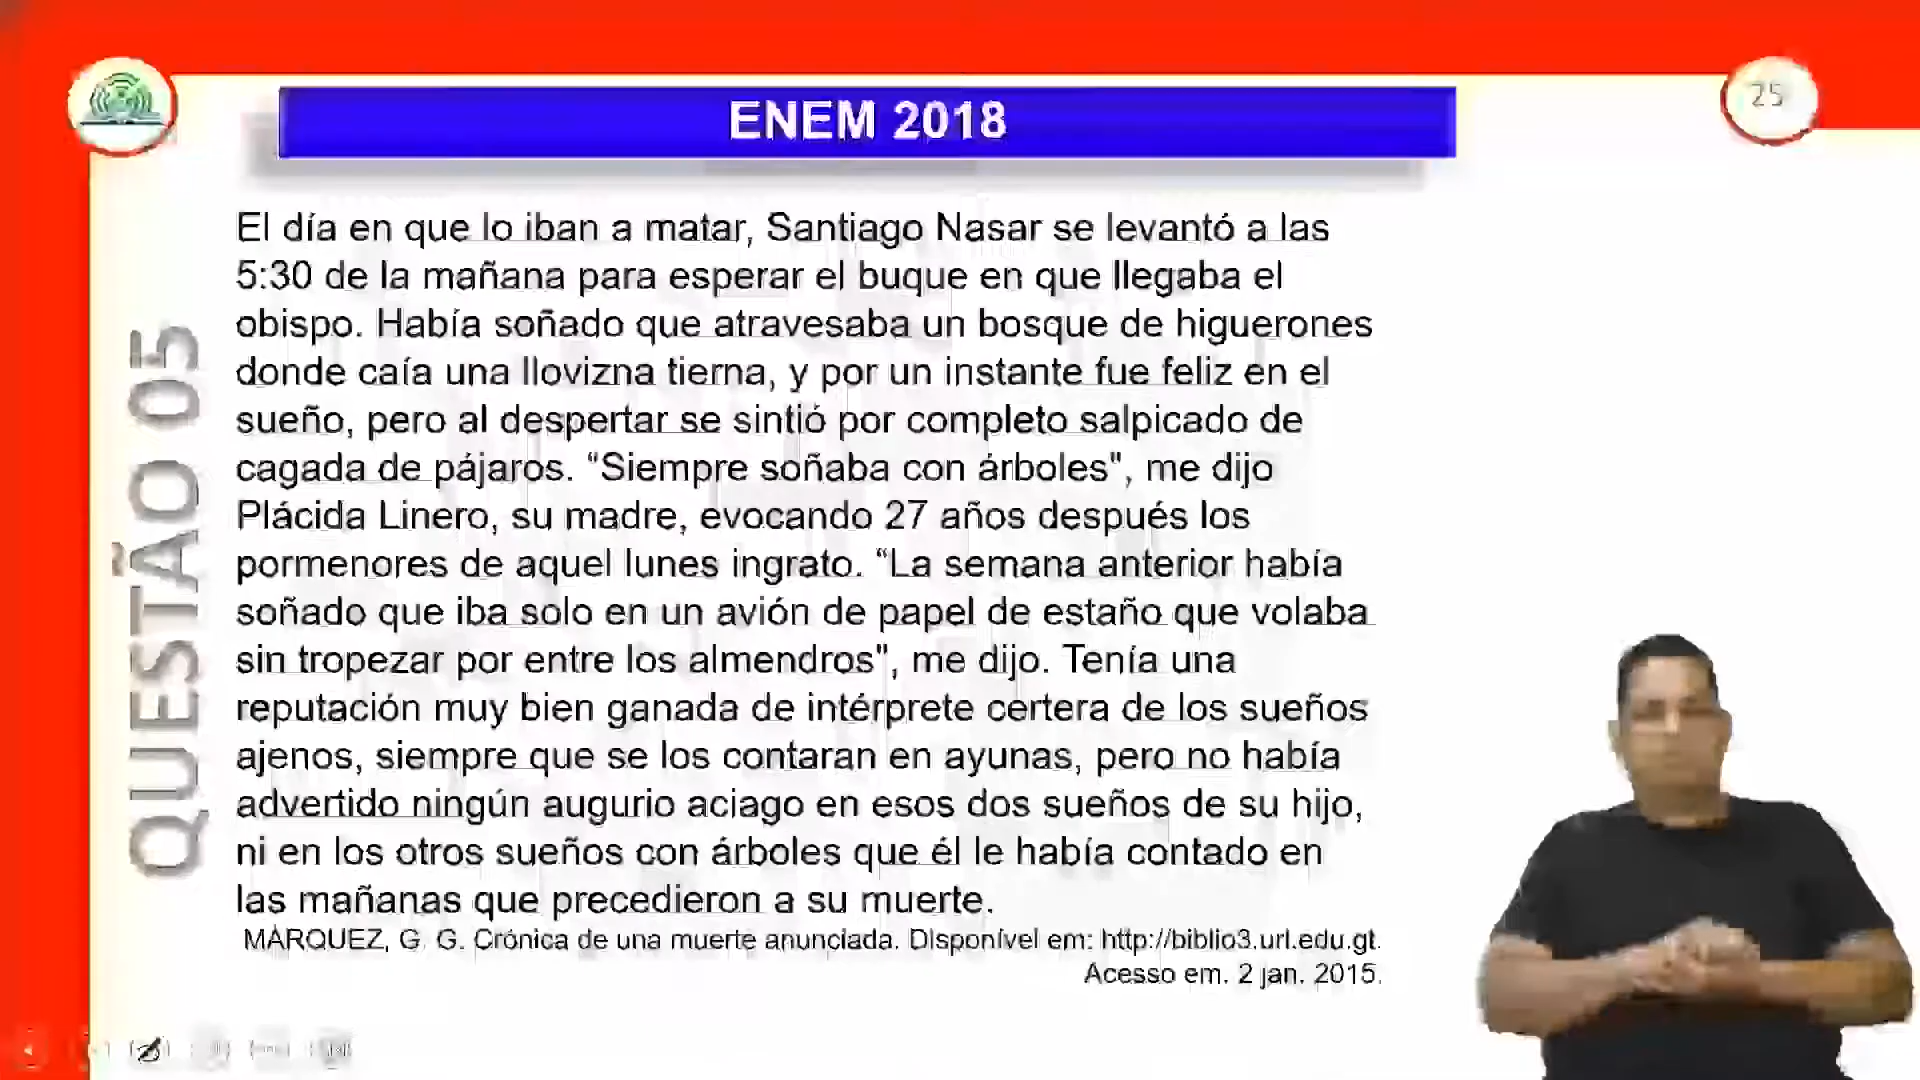 ENEM 2018
25
QUESTÃO 05
El día en que lo iban a matar, Santiago Nasar se levantó a las
5:30 de la mañana para esperar el buque en que llegaba el
obispo. Había soñado que atravesaba un bosque de higuerones
donde caía una llovizna tierna, y por un instante fue feliz en el
sueño, pero al despertar se sintió por completo salpicado de
cagada de pájaros. “Siempre soñaba con árboles", me dijo
Plácida Linero, su madre, evocando 27 años después los
pormenores de aquel lunes ingrato. “La semana anterior había
soñado que iba solo en un avión de papel de estaño que volaba
sin tropezar por entre los almendros", me dijo. Tenía una
reputación muy bien ganada de intérprete certera de los sueños
ajenos, siempre que se los contaran en ayunas, pero no había
advertido ningún augurio aciago en esos dos sueños de su hijo,
ni en los otros sueños con árboles que él le había contado en
las mañanas que precedieron a su muerte.
MÁRQUEZ, G. G. Crónica de una muerte anunciada. Disponível em: http://biblio3.url.edu.gt.
Acesso em. 2 jan. 2015.